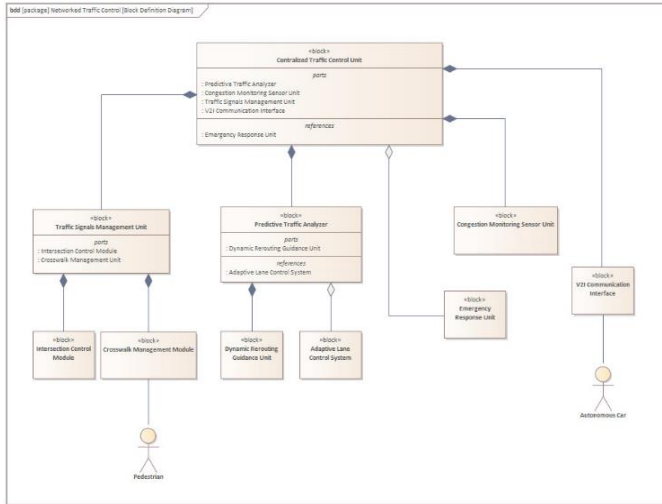 bdd [package] Networked Traffic Control [Block Definition Diagram]
«block»
Centralized Traffic Control Unit
parts
: Predictive Traffic Analyzer
: Congestion Monitoring Sensor Unit
: Traffic Signals Management Unit
: V2I Communication Interface
references
: Emergency Response Unit
«block»
Traffic Signals Management Unit
parts
: Intersection Control Module
: Crosswalk Management Unit
«block»
Predictive Traffic Analyzer
parts
: Dynamic Rerouting Guidance Unit
references
: Adaptive Lane Control System
«block»
Congestion Monitoring Sensor Unit
«block»
V2I Communication
Interface
«block»
Emergency
Response Unit
«block»
Intersection Control
Module
«block»
Crosswalk Management Module
«block»
Dynamic Rerouting
Guidance Unit
«block»
Adaptive Lane
Control System
Autonomous Car
Pedestrian